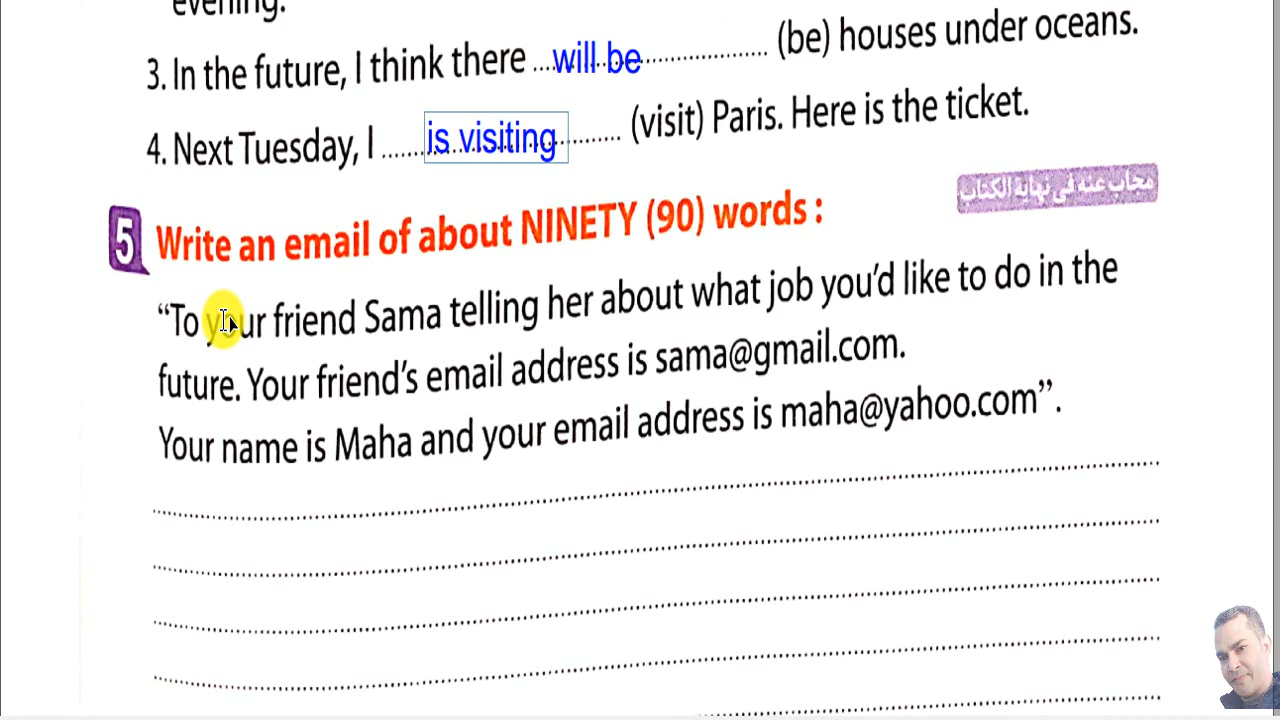 evening.
3. In the future, I think there ....will be.................. (be) houses under oceans.
4. Next Tuesday, I ......is visiting......... (visit) Paris. Here is the ticket.
مجاب عنه فى نهاية الكتاب
5 Write an email of about NINETY (90) words :
“To your friend Sama telling her about what job you’d like to do in the
future. Your friend’s email address is sama@gmail.com.
Your name is Maha and your email address is maha@yahoo.com”.